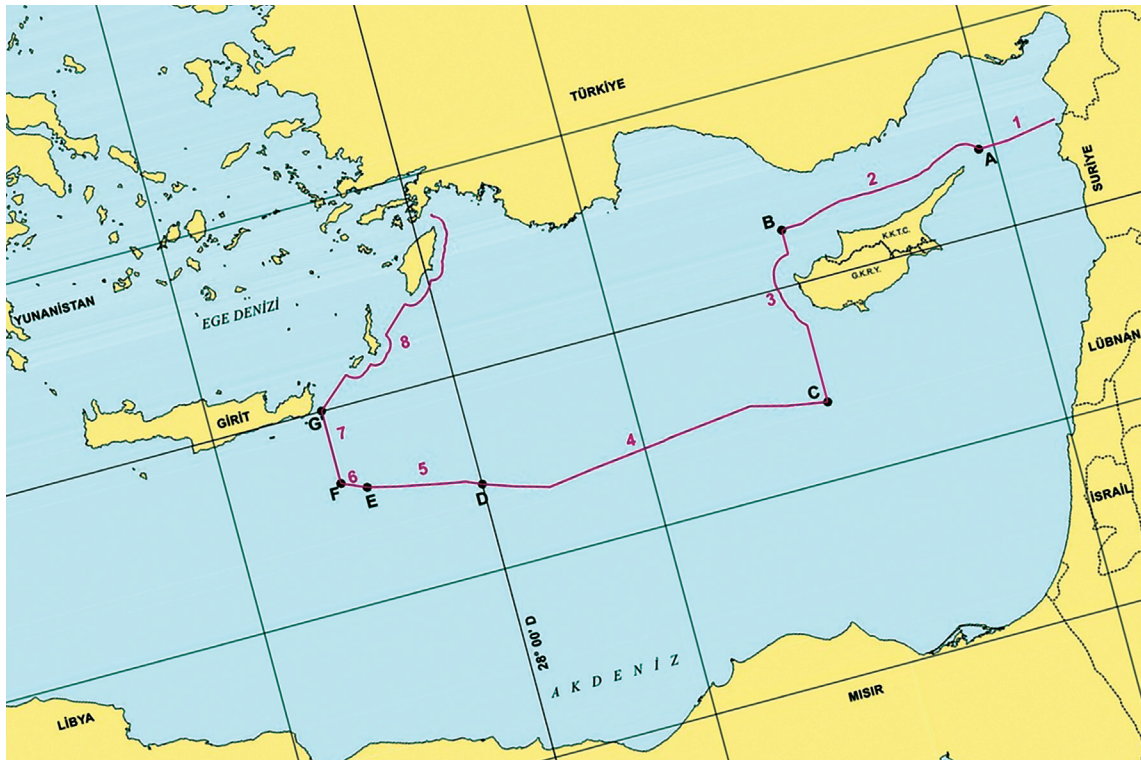 TÜRKİYE
1
A
SURİYE
2
B
K.K.T.C.
G.K.R.Y.
3
YUNANİSTAN
EGE DENİZİ
8
LÜBNAN
C
GİRİT
G
7
4
6
5
F
E
D
İSRAİL
28° 00' D
AKDENİZ
MISIR
LİBYA